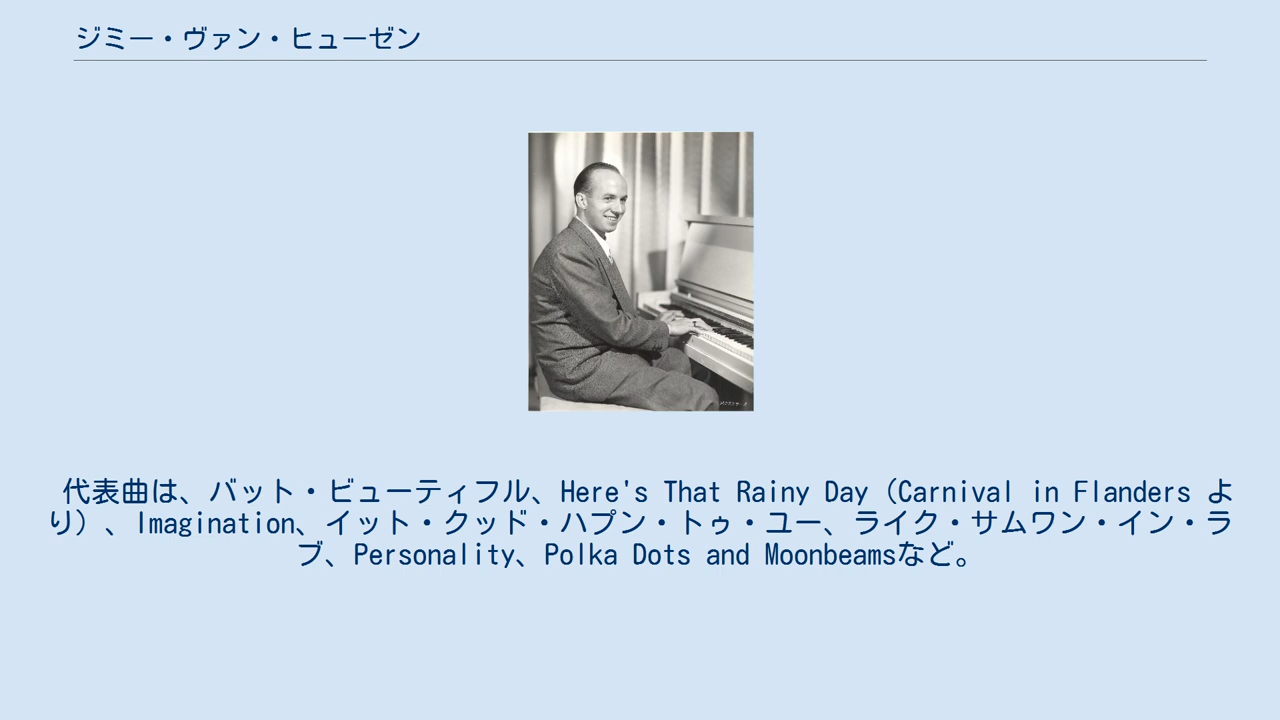 ジミー・ヴァン・ヒューゼン
代表曲は、バット・ビューティフル、Here's That Rainy Day（Carnival in Flanders よ
り）、Imagination、イット・クッド・ハプン・トゥ・ユー、ライク・サムワン・イン・ラ
ブ、Personality、Polka Dots and Moonbeamsなど。